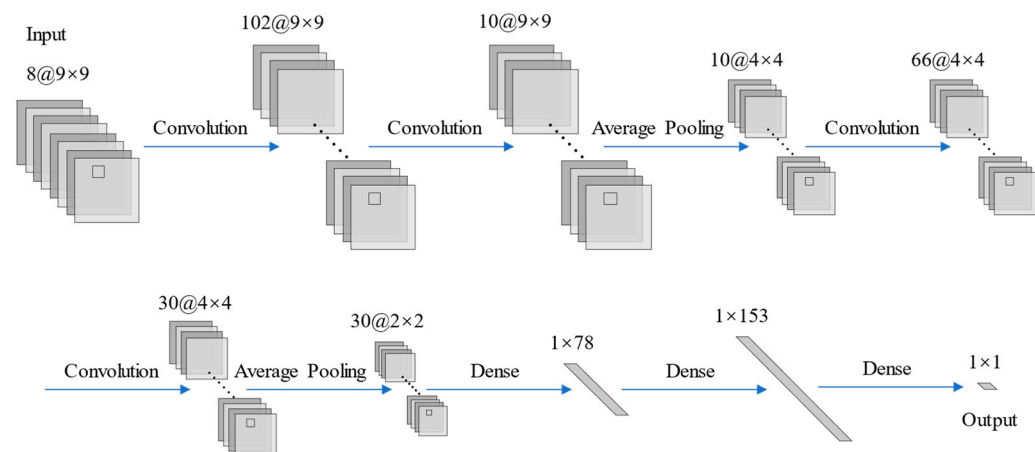 Input
8@9×9
Convolution
102@9×9
Convolution
10@9×9
Average Pooling
10@4×4
Convolution
66@4×4
Convolution
30@4×4
Average Pooling
30@2×2
Dense
1×78
Dense
1×153
Dense
1×1
Output